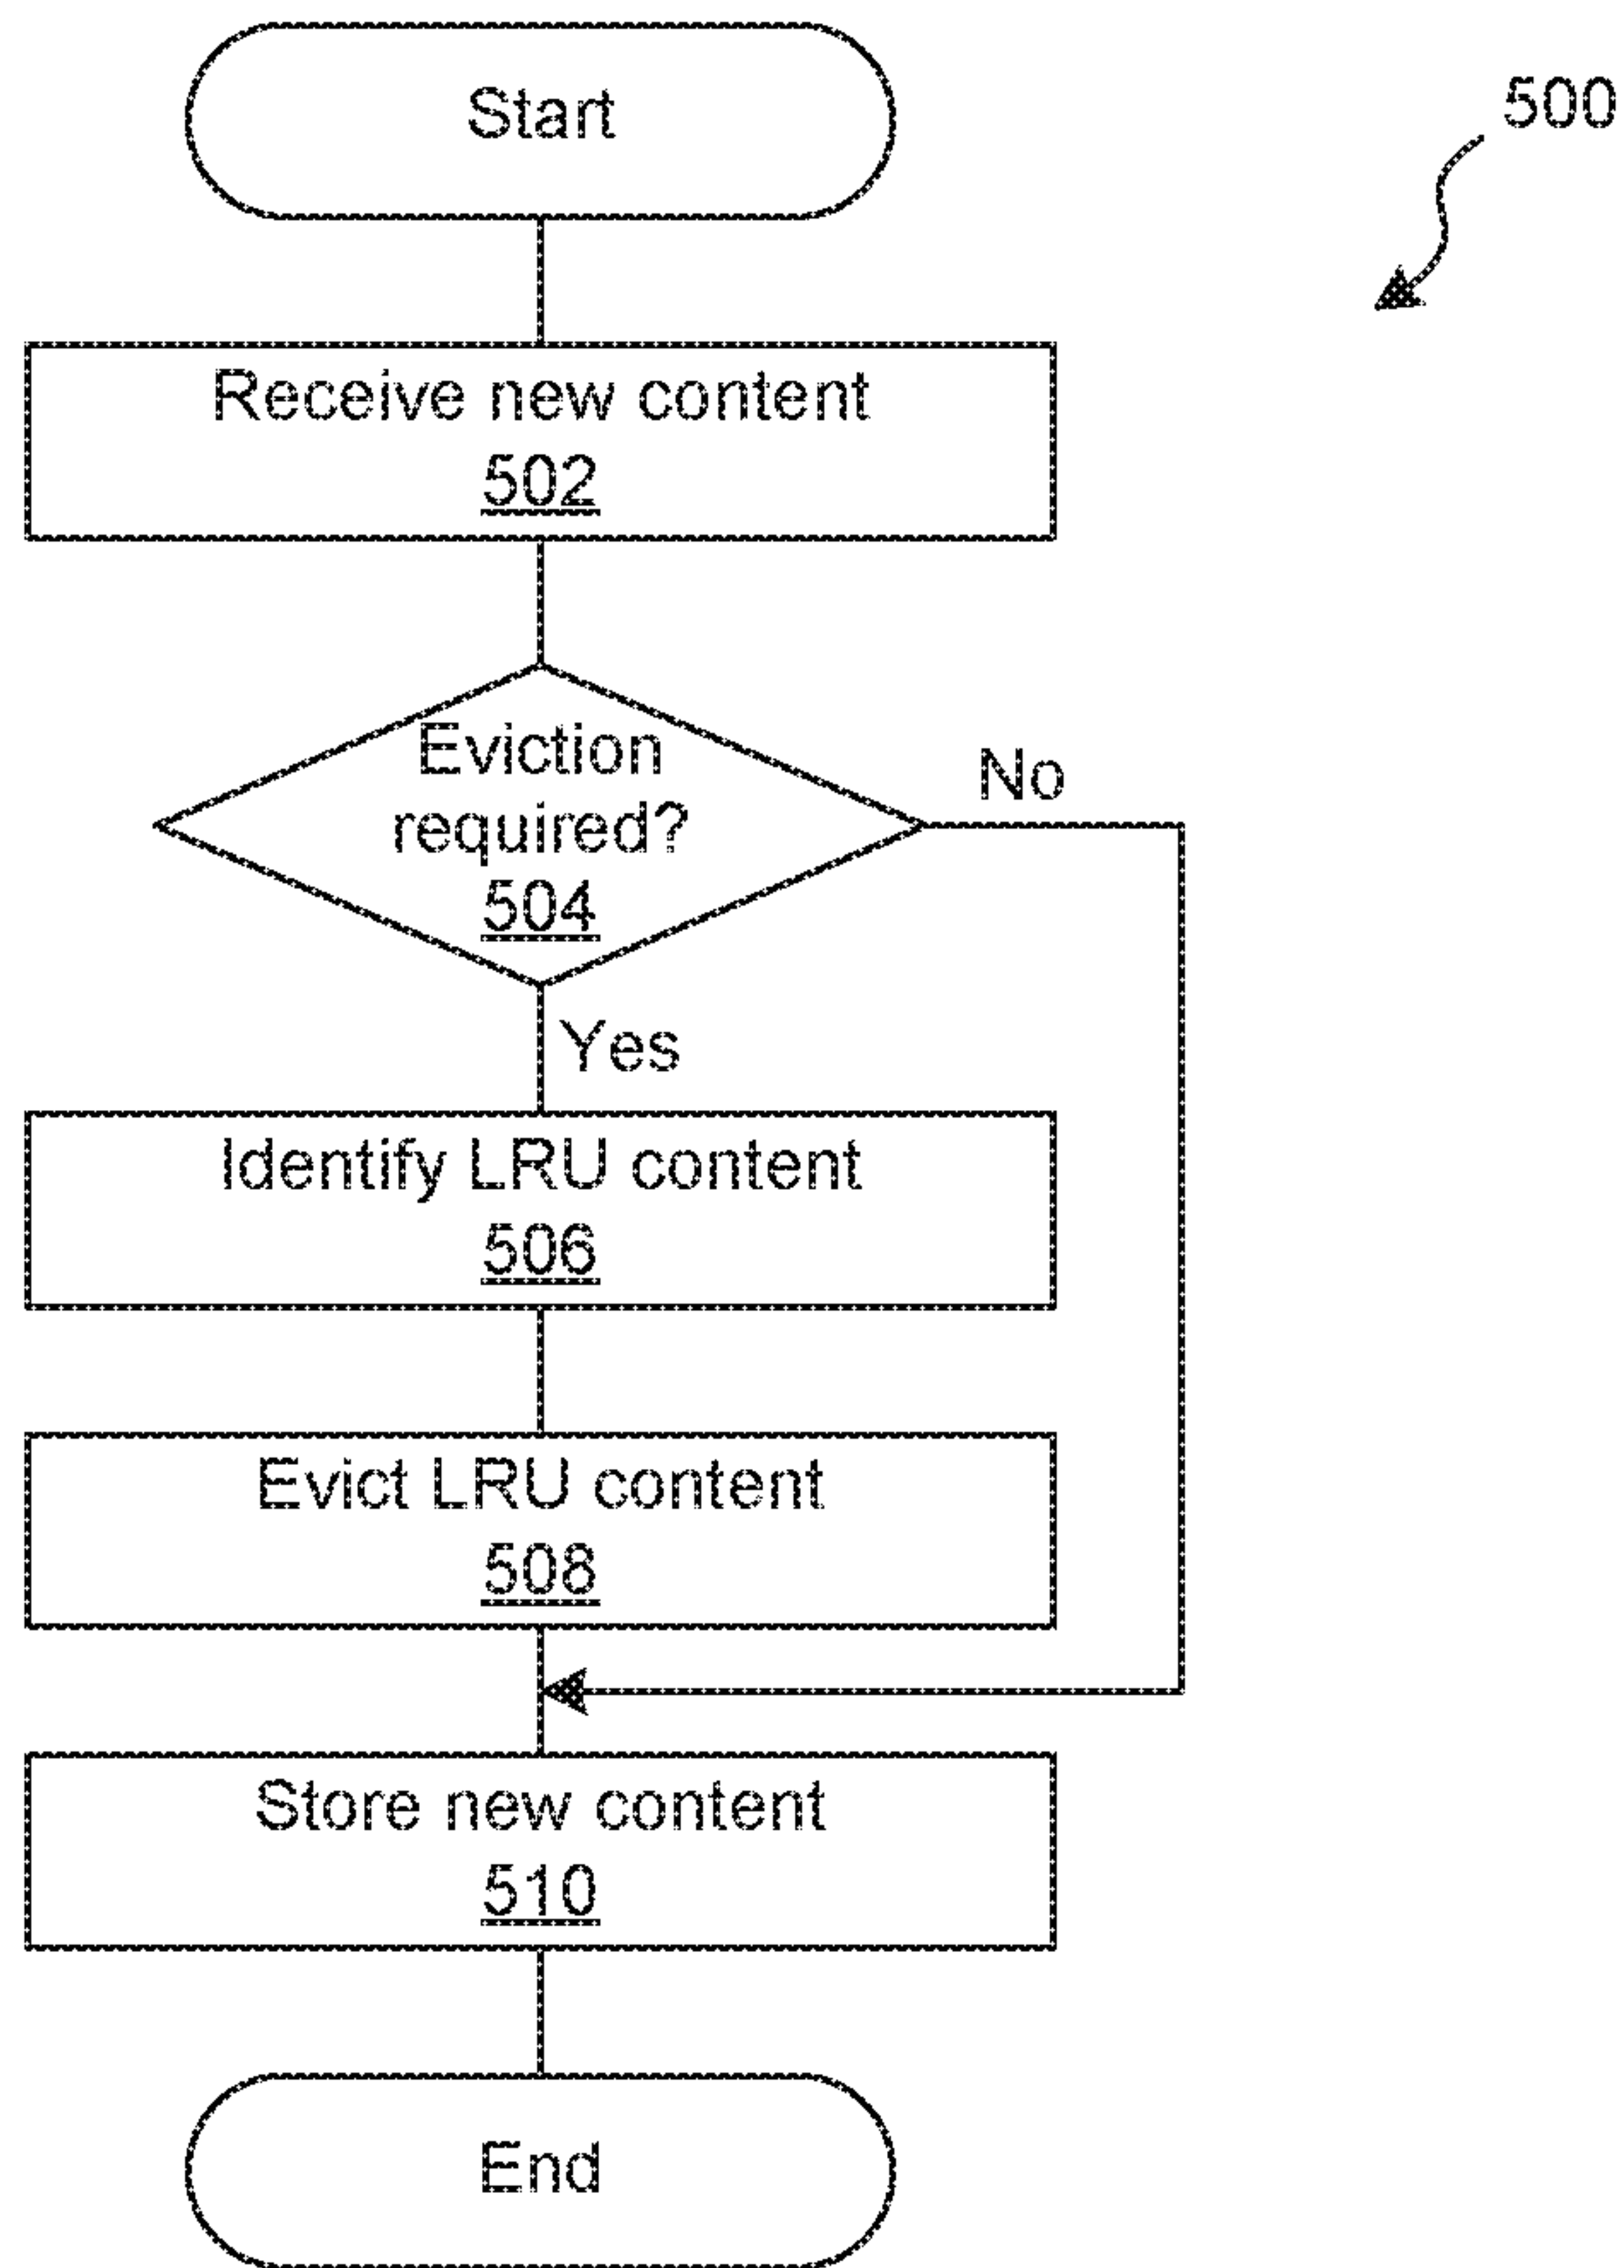 Start
500
Receive new content
502
Eviction
required?
504
No
Yes
Identify LRU content
506
Evict LRU content
508
Store new content
510
End